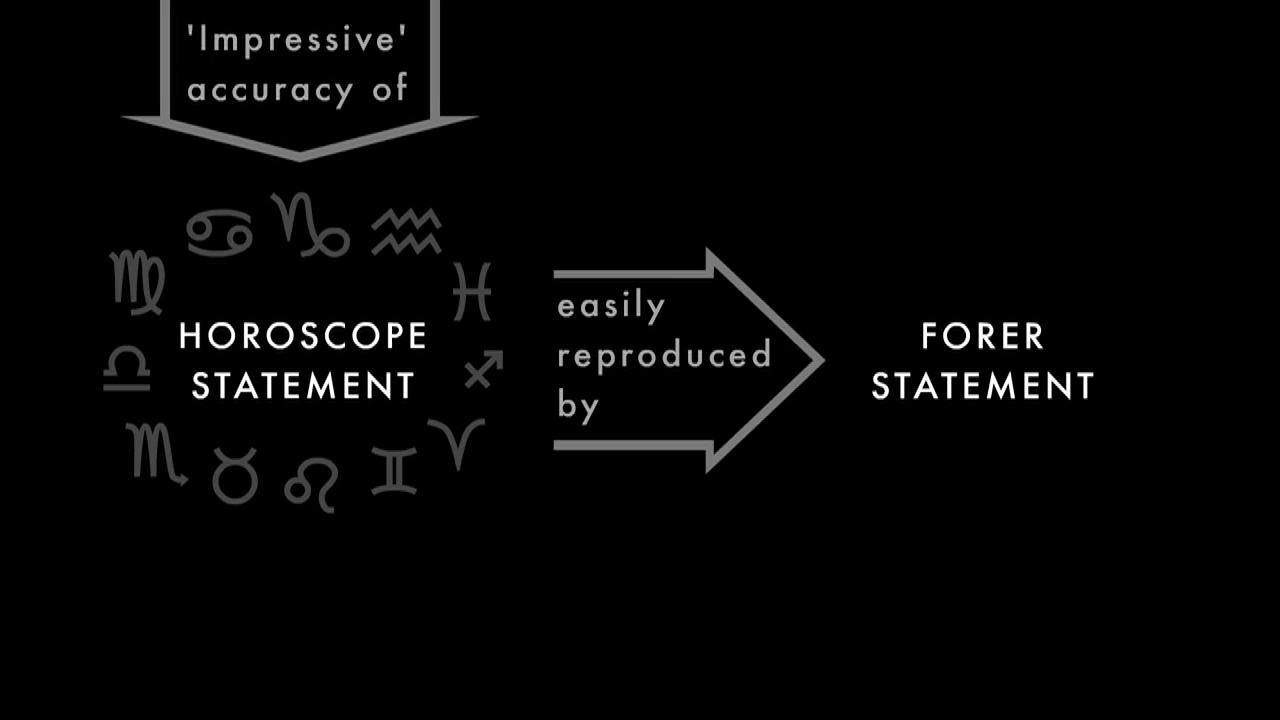 'Impressive'
accuracy of
HOROSCOPE
STATEMENT
easily
reproduced
by
FORER
STATEMENT